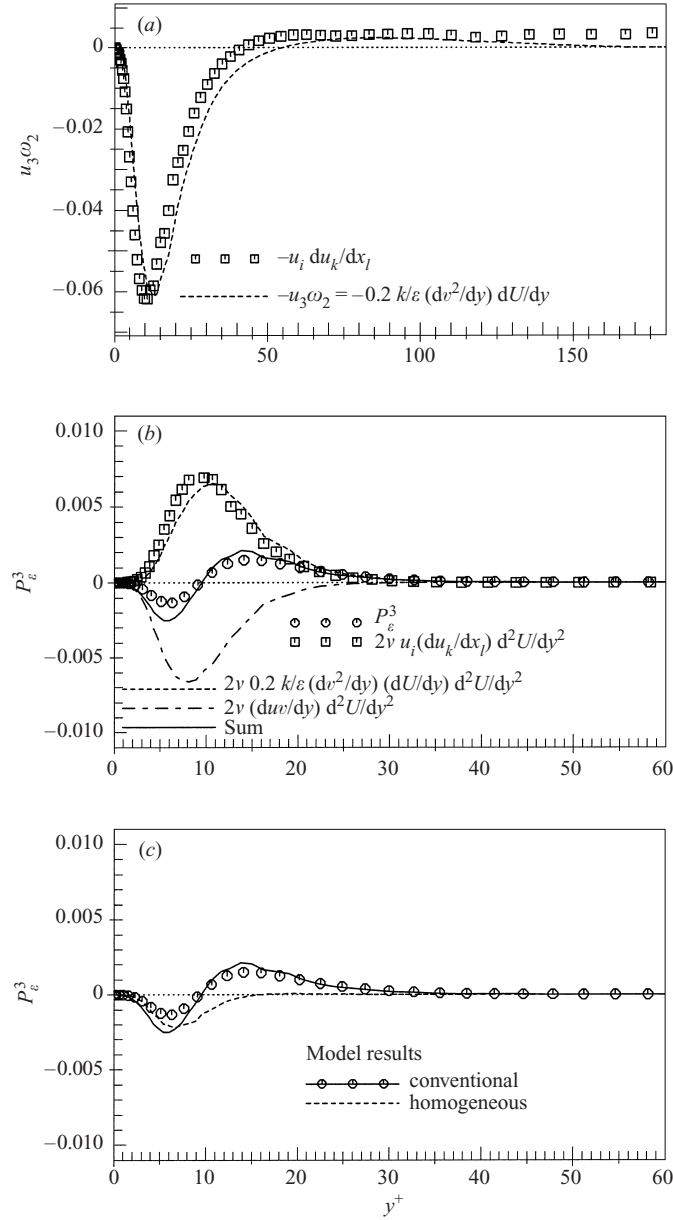 (a)
0
−0.02
−0.04
−0.06
u₃ω₂
−uᵢ duₖ/dxₗ
−u₃ω₂ = −0.2 k/ε (dv²/dy) dU/dy
0 50 100 150
(b)
0.010
0.005
0
−0.005
−0.010
P³_ε
P³_ε
2ν uᵢ(duₖ/dxₗ) d²U/dy²
2ν 0.2 k/ε (dv²/dy) (dU/dy) d²U/dy²
2ν (duv/dy) d²U/dy²
Sum
0 10 20 30 40 50 60
(c)
0.010
0.005
0
−0.005
−0.010
P³_ε
Model results
conventional
homogeneous
0 10 20 30 40 50 60
y⁺